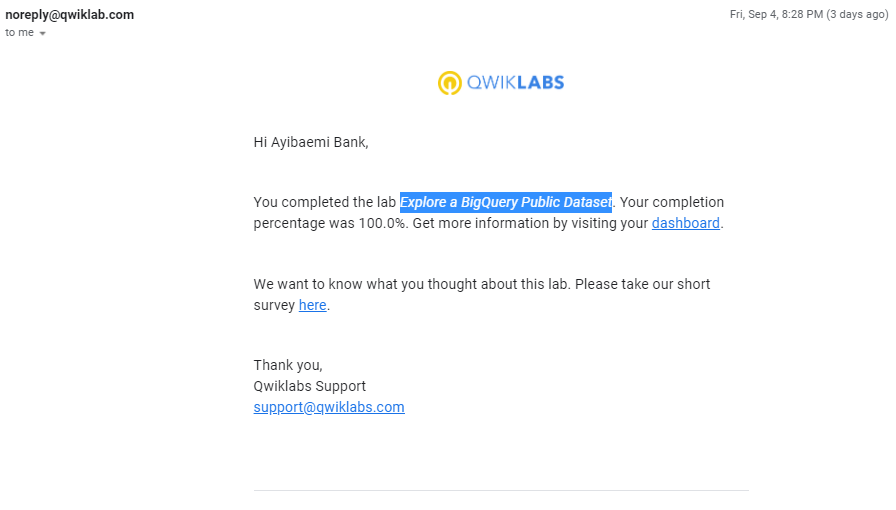 noreply@qwiklab.com
Fri, Sep 4, 8:28 PM (3 days ago)
to me
QWIKLABS
Hi Ayibaemi Bank,
You completed the lab Explore a BigQuery Public Dataset. Your completion
percentage was 100.0%. Get more information by visiting your dashboard.
We want to know what you thought about this lab. Please take our short
survey here.
Thank you,
Qwiklabs Support
support@qwiklabs.com